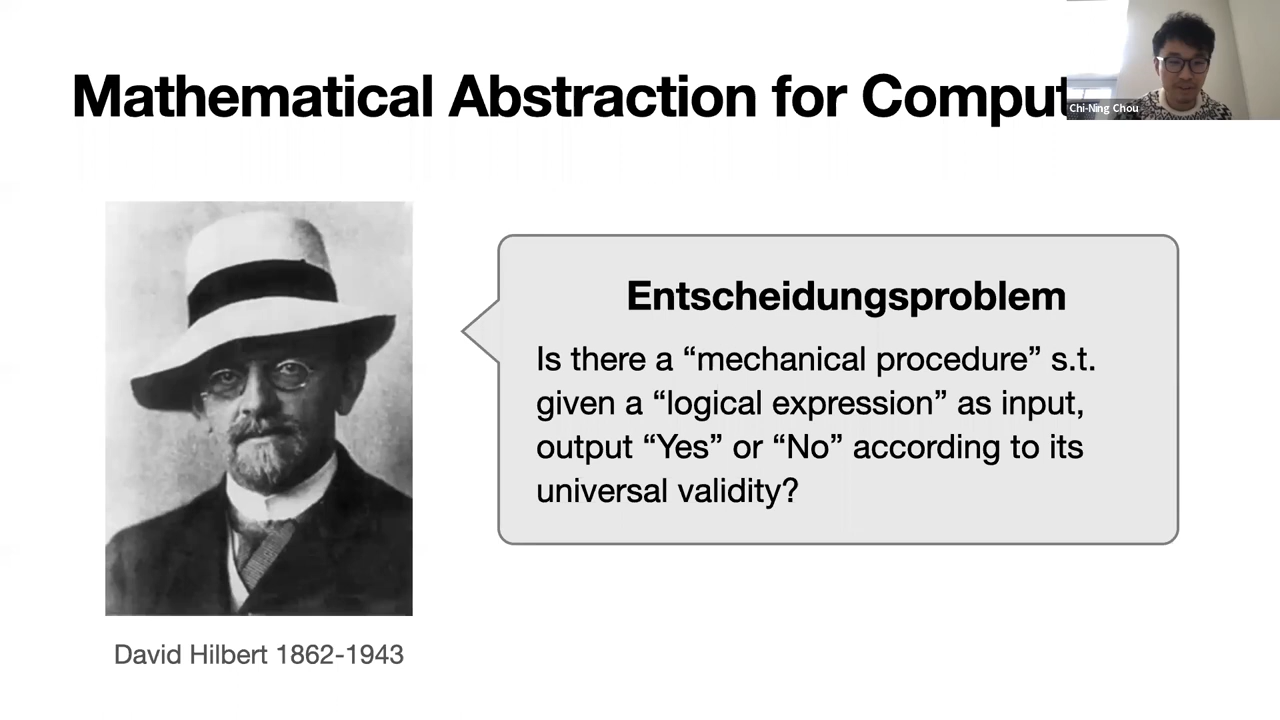 Mathematical Abstraction for Comput
Chi-Ning Chou
Entscheidungsproblem
Is there a “mechanical procedure” s.t.
given a “logical expression” as input,
output “Yes” or “No” according to its
universal validity?
David Hilbert 1862-1943